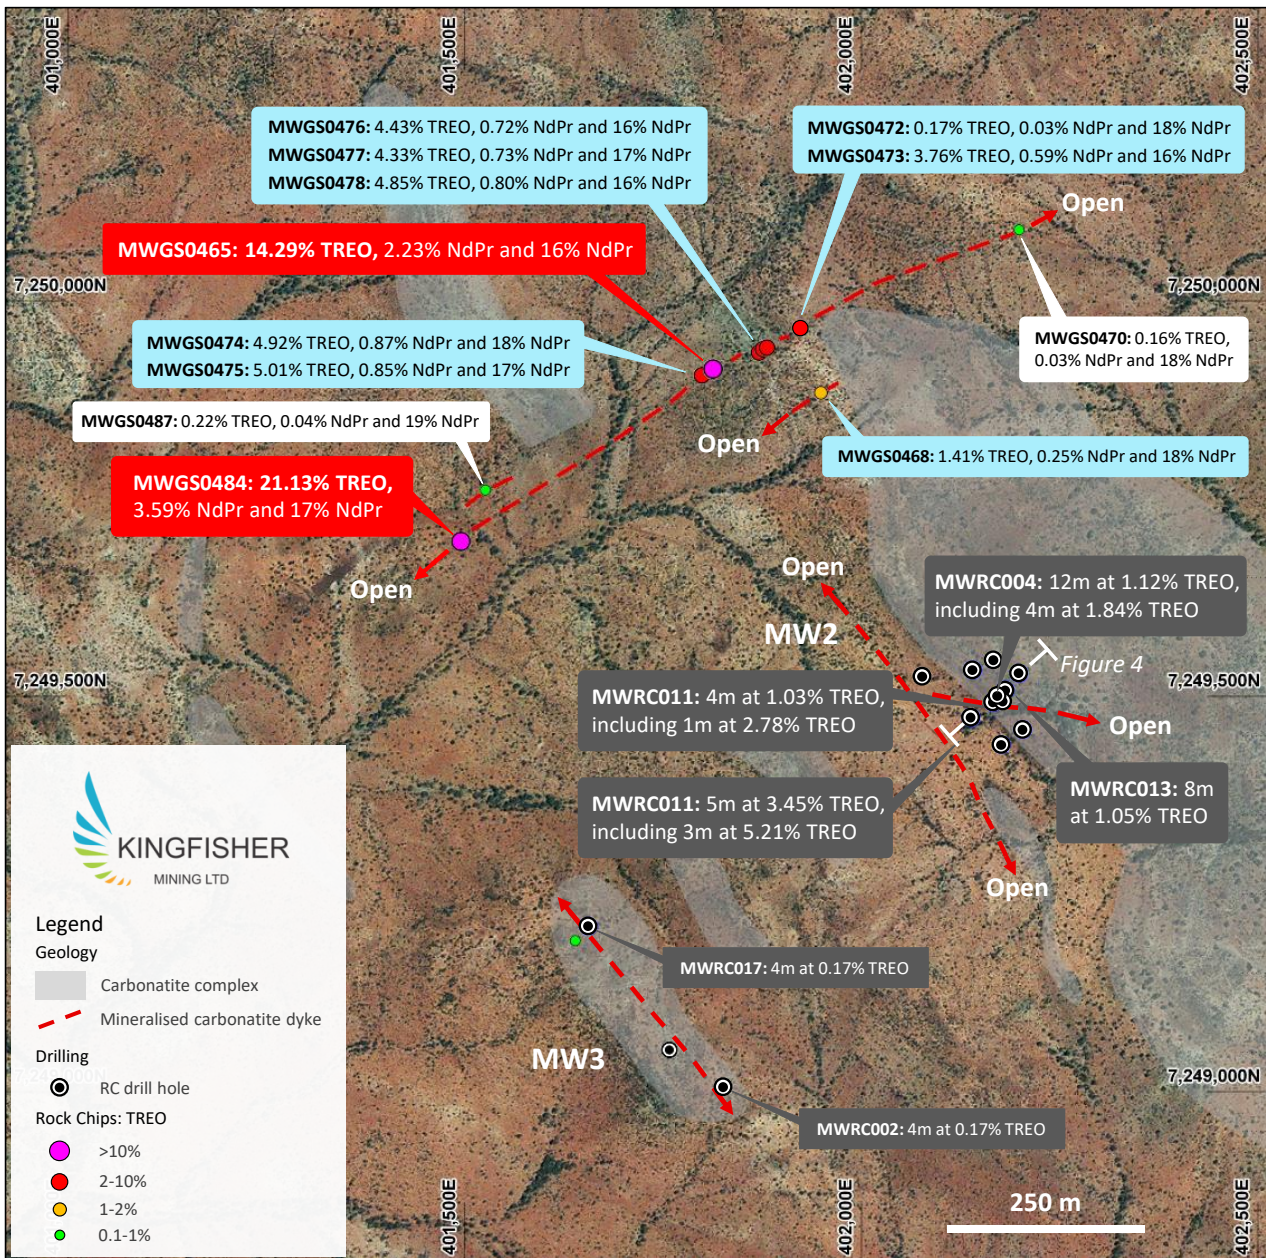 401,000E
401,500E
402,000E
402,500E
MWGS0476: 4.43% TREO, 0.72% NdPr and 16% NdPr
MWGS0477: 4.33% TREO, 0.73% NdPr and 17% NdPr
MWGS0478: 4.85% TREO, 0.80% NdPr and 16% NdPr
MWGS0472: 0.17% TREO, 0.03% NdPr and 18% NdPr
MWGS0473: 3.76% TREO, 0.59% NdPr and 16% NdPr
Open
MWGS0465: 14.29% TREO, 2.23% NdPr and 16% NdPr
7,250,000N
7,250,000N
MWGS0470: 0.16% TREO,
0.03% NdPr and 18% NdPr
MWGS0474: 4.92% TREO, 0.87% NdPr and 18% NdPr
MWGS0475: 5.01% TREO, 0.85% NdPr and 17% NdPr
MWGS0487: 0.22% TREO, 0.04% NdPr and 19% NdPr
Open
MWGS0468: 1.41% TREO, 0.25% NdPr and 18% NdPr
MWGS0484: 21.13% TREO,
3.59% NdPr and 17% NdPr
Open
Open
MWRC004: 12m at 1.12% TREO,
including 4m at 1.84% TREO
MW2
Figure 4
7,249,500N
7,249,500N
MWRC011: 4m at 1.03% TREO,
including 1m at 2.78% TREO
Open
MWRC013: 8m
at 1.05% TREO
MWRC011: 5m at 3.45% TREO,
including 3m at 5.21% TREO
Open
KINGFISHER
MINING LTD
Legend
Geology
Carbonatite complex
Mineralised carbonatite dyke
Drilling
RC drill hole
Rock Chips: TREO
>10%
2-10%
1-2%
0.1-1%
MWRC017: 4m at 0.17% TREO
MW3
7,249,000N
7,249,000N
MWRC002: 4m at 0.17% TREO
401,500E
402,000E
402,500E
250 m